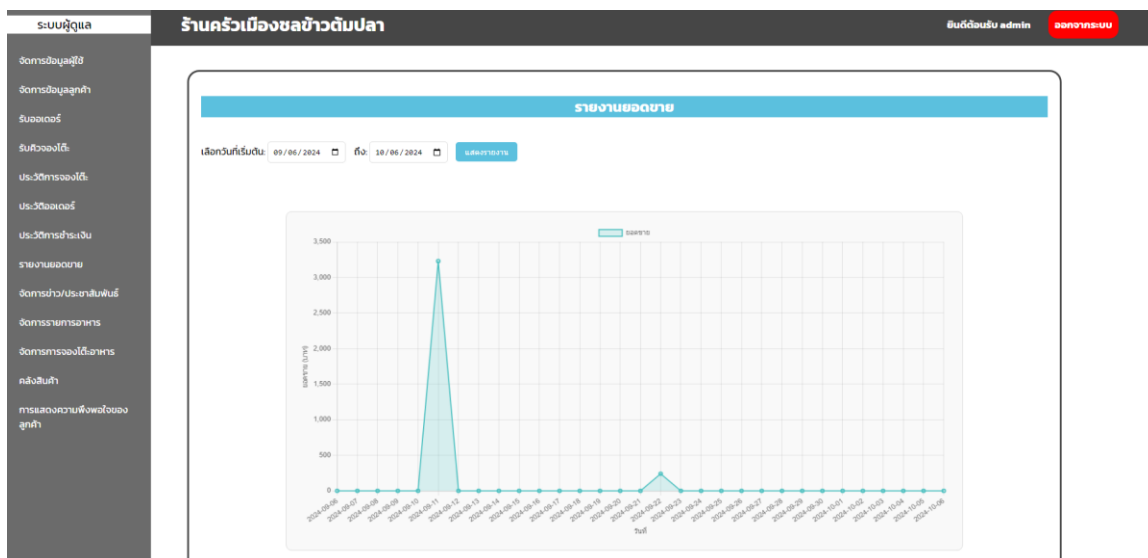 ระบบผู้ดูแล
ร้านครัวเมืองชลข้าวต้มปลา
ยินดีต้อนรับ admin
ออกจากระบบ
จัดการข้อมูลผู้ใช้
จัดการข้อมูลลูกค้า
รับออเดอร์
รับคิวจองโต๊ะ
ประวัติการจองโต๊ะ
ประวัติออเดอร์
ประวัติการชำระเงิน
รายงานยอดขาย
จัดการข่าว/ประชาสัมพันธ์
จัดการรายการอาหาร
จัดการการจองโต๊ะอาหาร
คลังสินค้า
การแสดงความพึงพอใจของ
ลูกค้า
รายงานยอดขาย
เลือกวันที่เริ่มต้น: 09/06/2024 ถึง: 10/06/2024 แสดงรายงาน
ยอดขาย
3,500
3,000
2,500
2,000
1,500
1,000
500
0
ยอดขาย (บาท)
2024-09-06
2024-09-07
2024-09-08
2024-09-09
2024-09-10
2024-09-11
2024-09-12
2024-09-13
2024-09-14
2024-09-15
2024-09-16
2024-09-17
2024-09-18
2024-09-19
2024-09-20
2024-09-21
2024-09-22
2024-09-23
2024-09-24
2024-09-25
2024-09-26
2024-09-27
2024-09-28
2024-09-29
2024-09-30
2024-10-01
2024-10-02
2024-10-03
2024-10-04
2024-10-05
2024-10-06
วันที่